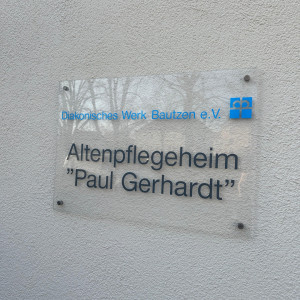 Diakonisches Werk Bautzen e.V.
Altenpflegeheim
"Paul Gerhardt"